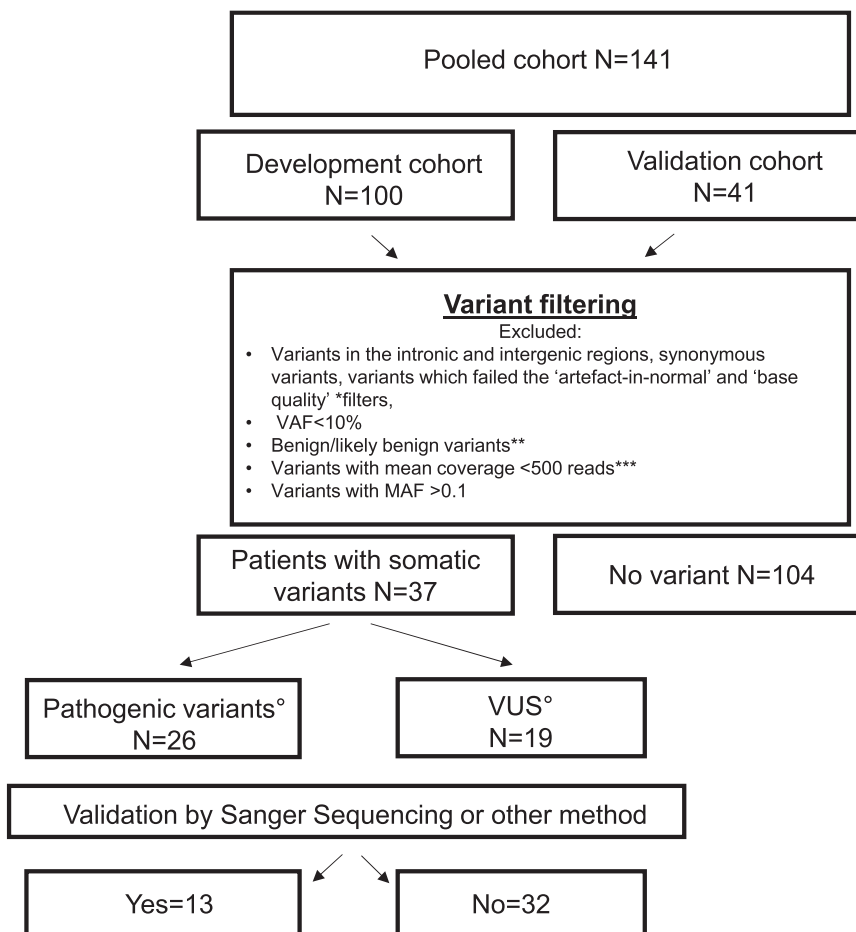 Pooled cohort N=141
Development cohort
N=100
Validation cohort
N=41
Variant filtering
Excluded:
• Variants in the intronic and intergenic regions, synonymous
variants, variants which failed the ‘artefact-in-normal’ and ‘base
quality’ *filters,
• VAF<10%
• Benign/likely benign variants**
• Variants with mean coverage <500 reads***
• Variants with MAF >0.1
Patients with somatic
variants N=37
No variant N=104
Pathogenic variants°
N=26
VUS°
N=19
Validation by Sanger Sequencing or other method
Yes=13
No=32